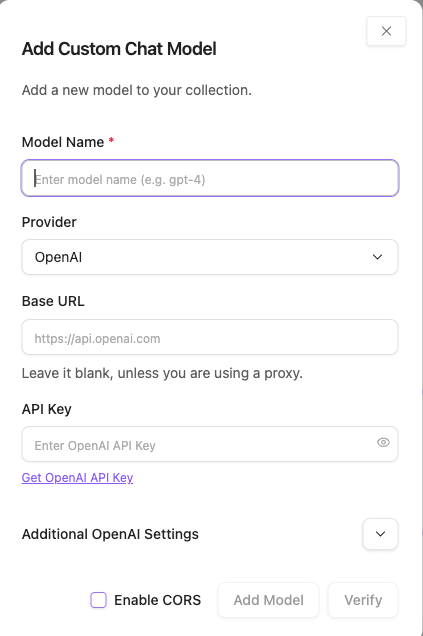 Add Custom Chat Model
Add a new model to your collection.
Model Name *
Enter model name (e.g. gpt-4)
Provider
OpenAI
Base URL
https://api.openai.com
Leave it blank, unless you are using a proxy.
API Key
Enter OpenAI API Key
Get OpenAI API Key
Additional OpenAI Settings
Enable CORS
Add Model
Verify